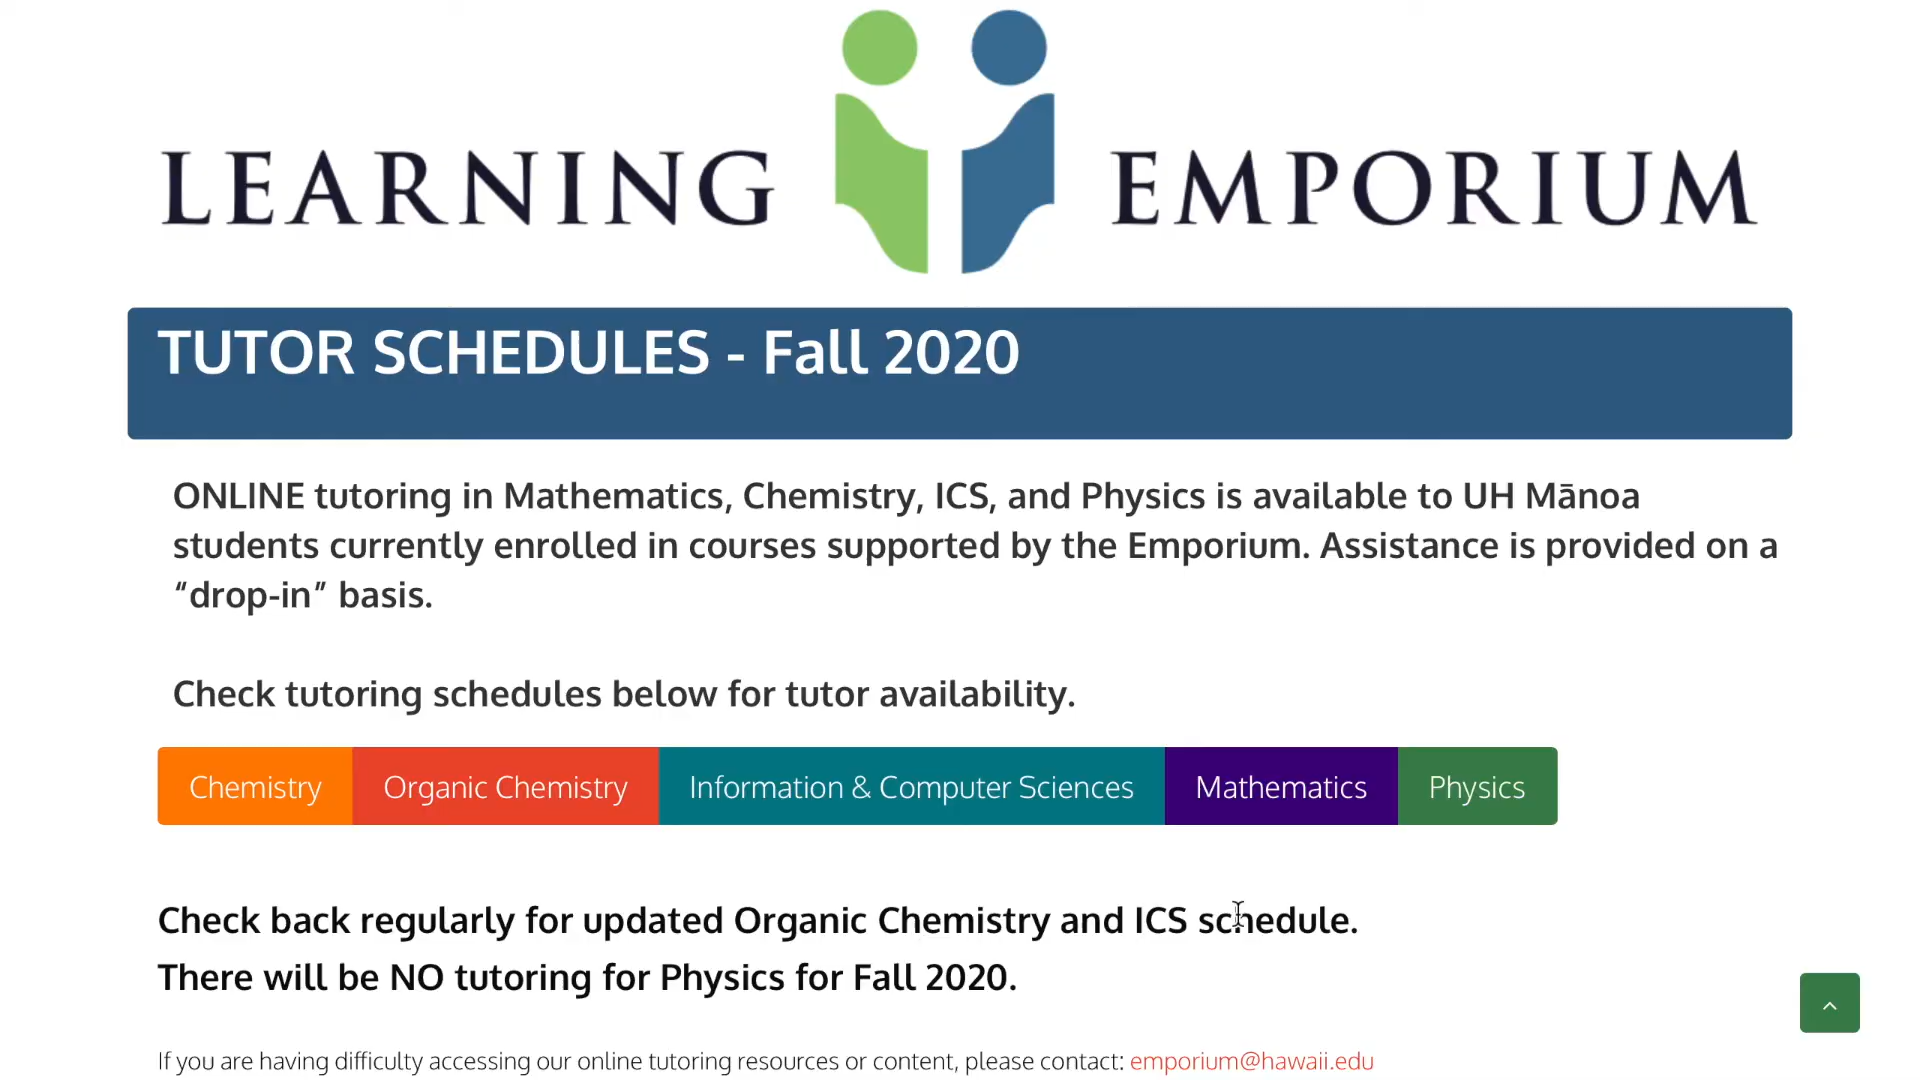 LEARNING EMPORIUM
TUTOR SCHEDULES - Fall 2020
ONLINE tutoring in Mathematics, Chemistry, ICS, and Physics is available to UH Mānoa
students currently enrolled in courses supported by the Emporium. Assistance is provided on a
“drop-in” basis.
Check tutoring schedules below for tutor availability.
Chemistry Organic Chemistry Information & Computer Sciences Mathematics Physics
Check back regularly for updated Organic Chemistry and ICS schedule.
There will be NO tutoring for Physics for Fall 2020.
If you are having difficulty accessing our online tutoring resources or content, please contact: emporium@hawaii.edu